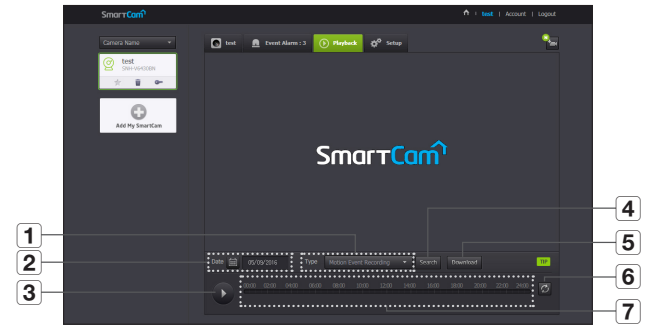 SmartCam
test | Account | Logout
Camera Name
test
SNH-V6430BN
Add My SmartCam
test Event Alarm : 3 Playback Setup
SmartCam
1
2
3
4
5
6
7
Date 05/09/2016 Type Motion Event Recording Search Download TIP
00:00 02:00 04:00 06:00 08:00 10:00 12:00 14:00 16:00 18:00 20:00 22:00 24:00